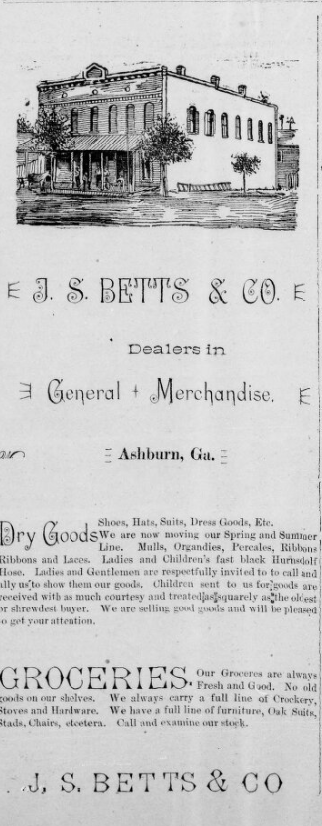 J. S. BETTS & CO.
Dealers in
General + Merchandise.
Ashburn, Ga.
Dry Goods Shoes, Hats, Suits, Dress Goods, Etc.
We are now moving our Spring and Summer
Line. Mulls, Organdies, Percales, Ribbons
Ribbons and Laces. Ladies and Children's fast black
Hose. Ladies and Gentlemen are respectfully invited to to call and
ally us to show them our goods. Children sent to us for goods are
received with as much courtesy and treated as squarely as the oldest
or shrewdest buyer. We are selling good goods and will be pleased
to get your attention.
GROCERIES. Our Groceres are always
Fresh and Good. No old
goods on our shelves. We always carry a full line of Crockery,
Stoves and Hardware. We have a full line of furniture, Oak Suits,
Stads, Chairs, etcetera. Call and examine our stock.
J. S. BETTS & CO